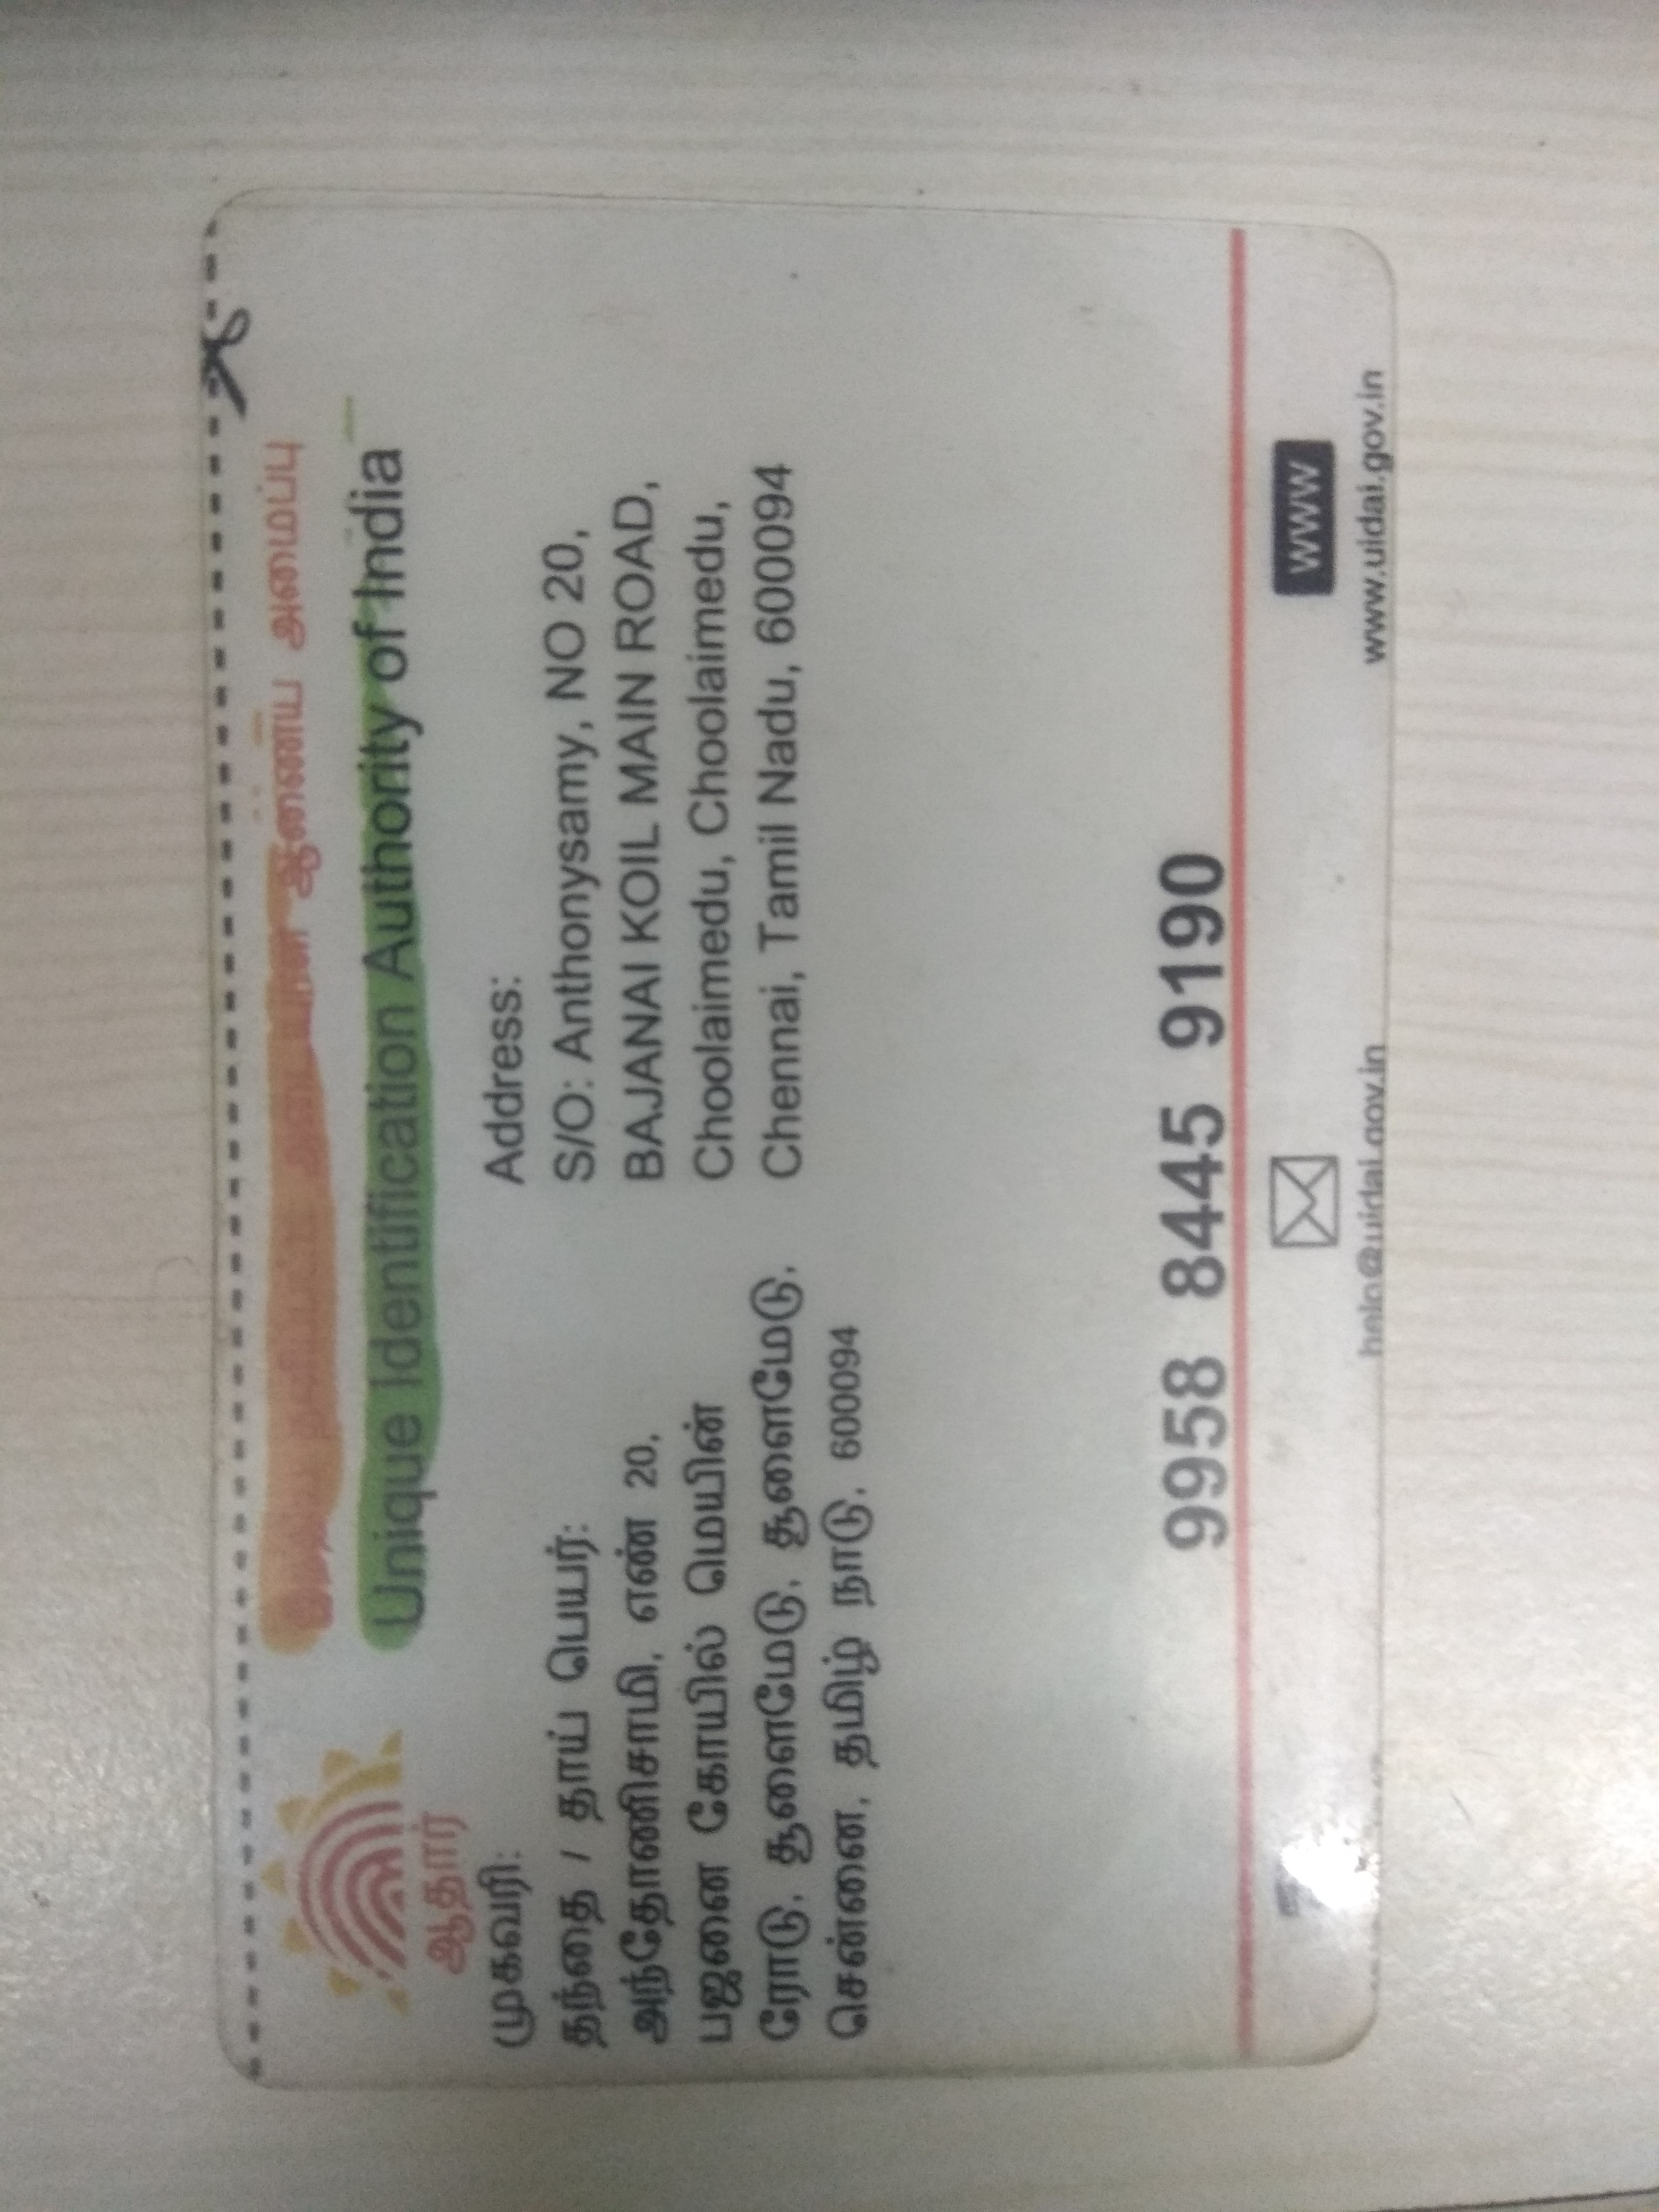 ஆணைய அமைப்பு
Unique Identification Authority of India
ஆதார்
முகவரி:
தந்தை / தாய் பெயர்:
அந்தோணிசாமி, என் 20,
பஜனை கோயில் மெயின்
ரோடு, சூளைமேடு, சூளைமேடு,
சென்னை, தமிழ் நாடு, 600094
Address:
S/O: Anthonysamy, NO 20,
BAJANAI KOIL MAIN ROAD,
Choolaimedu, Choolaimedu,
Chennai, Tamil Nadu, 600094
9958 8445 9190
help@uidai.gov.in
WWW
www.uidai.gov.in